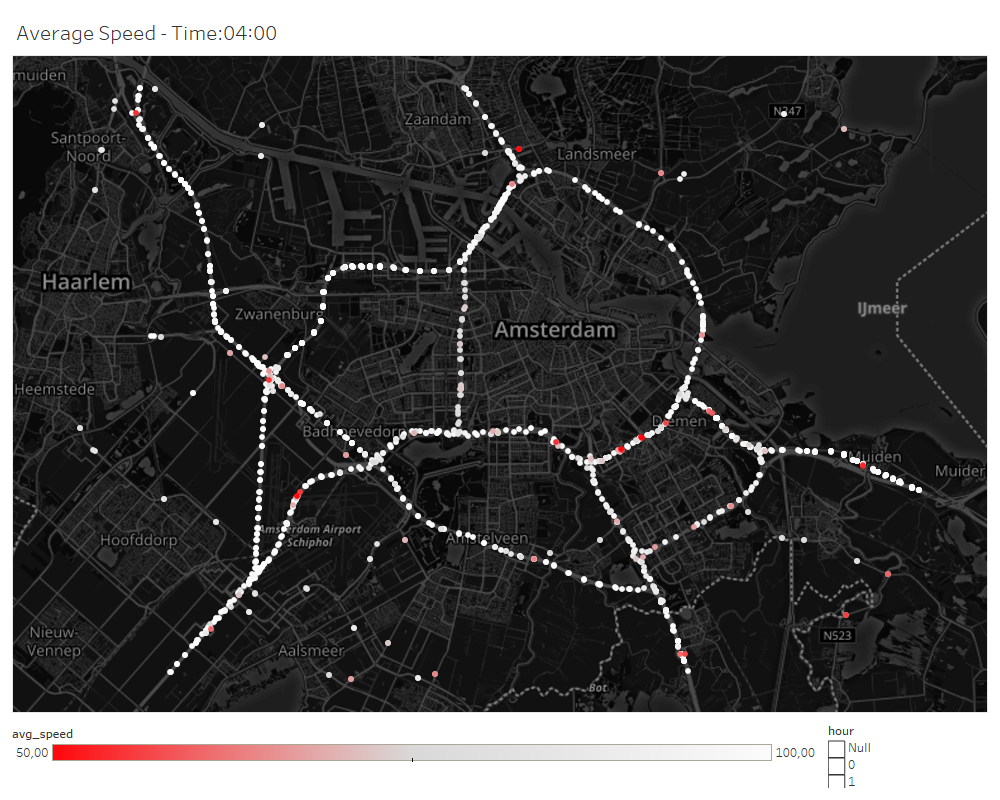 Average Speed - Time:04:00
muiden
N247
Zaandam
Santpoort-
Noord
Landsmeer
Haarlem
IJmeer
Zwanenburg
Amsterdam
Heemstede
Badhoevedorp
Diemen
Muiden
Muider
Amsterdam Airport
Schiphol
Hoofddorp
Amstelveen
Nieuw-
Vennep
N523
Aalsmeer
Bot
avg_speed
50,00
100,00
hour
Null
0
1